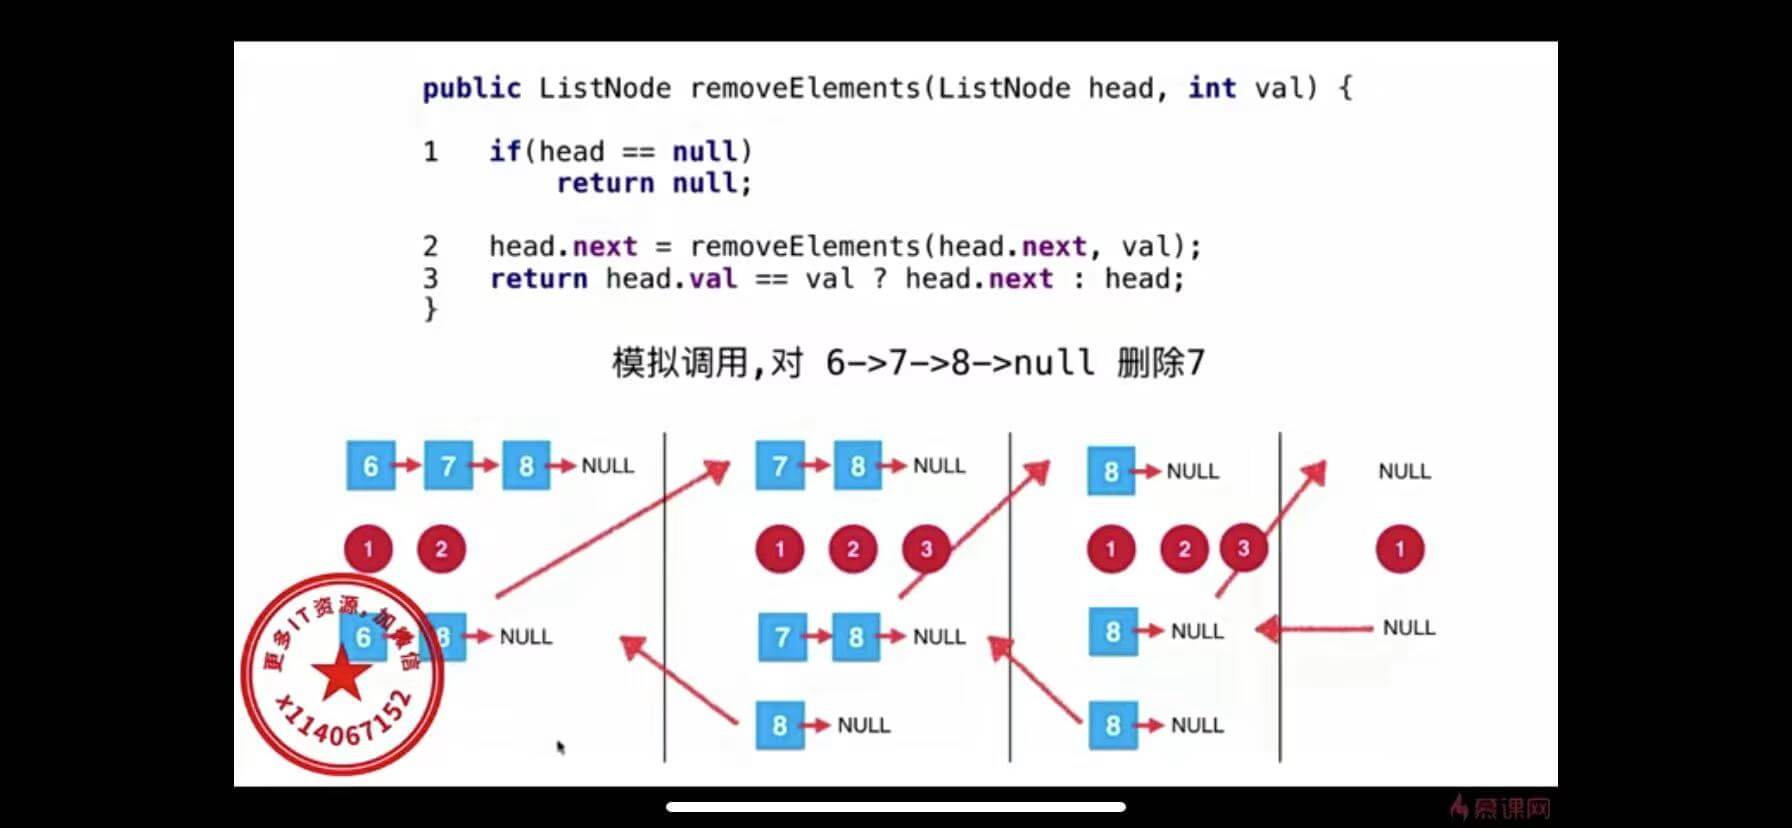 public ListNode removeElements(ListNode head, int val) {
1 if(head == null)
return null;
2 head.next = removeElements(head.next, val);
3 return head.val == val ? head.next : head;
}
模拟调用,对 6->7->8->null 删除7
6 7 8 NULL
7 8 NULL
8 NULL
NULL
1 2
1 2 3
1 2 3
1
6 8 NULL
7 8 NULL
8 NULL
NULL
8 NULL
8 NULL
更多IT资源,加微信
x114067152
慕课网